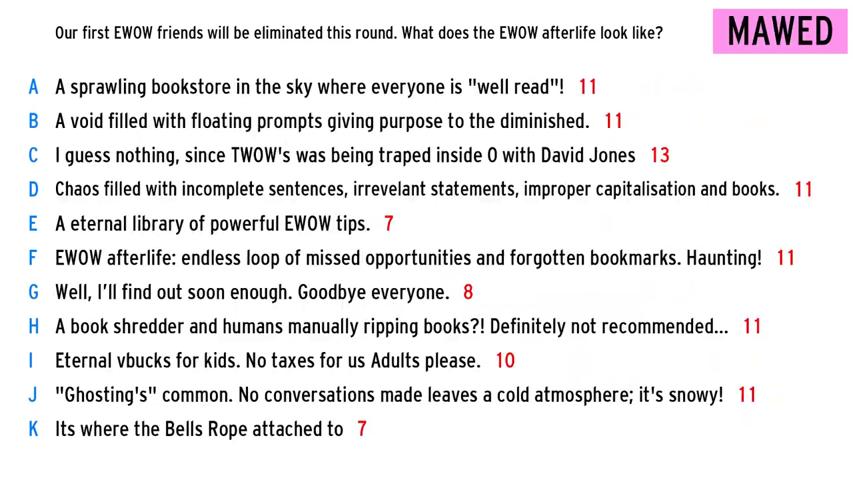 Our first EWOW friends will be eliminated this round. What does the EWOW afterlife look like?
MAWED
A A sprawling bookstore in the sky where everyone is "well read"! 11
B A void filled with floating prompts giving purpose to the diminished. 11
C I guess nothing, since TWOW's was being traped inside O with David Jones 13
D Chaos filled with incomplete sentences, irrevelant statements, improper capitalisation and books. 11
E A eternal library of powerful EWOW tips. 7
F EWOW afterlife: endless loop of missed opportunities and forgotten bookmarks. Haunting! 11
G Well, I'll find out soon enough. Goodbye everyone. 8
H A book shredder and humans manually ripping books?! Definitely not recommended... 11
I Eternal vbucks for kids. No taxes for us Adults please. 10
J "Ghosting's" common. No conversations made leaves a cold atmosphere; it's snowy! 11
K Its where the Bells Rope attached to 7